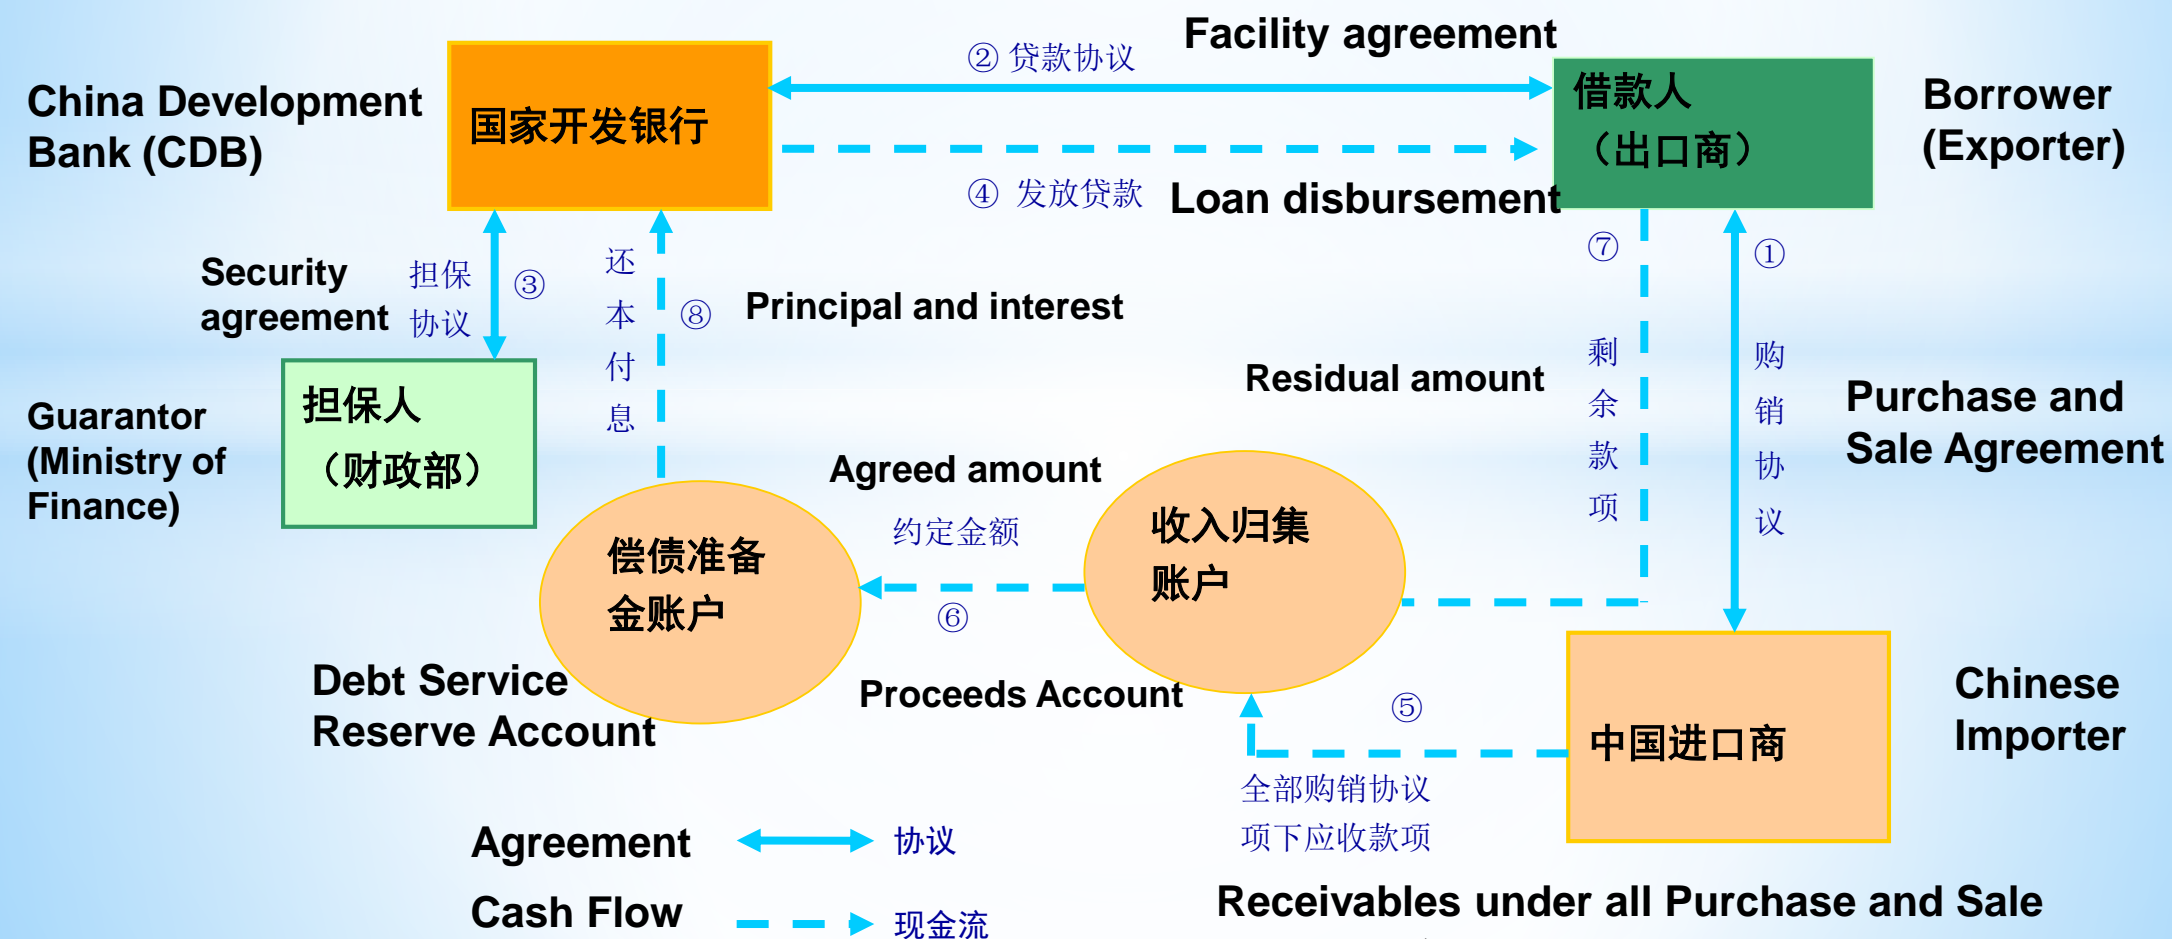 Facility agreement
② 贷款协议
China Development
Bank (CDB)
国家开发银行
借款人
（出口商）
Borrower
(Exporter)
④ 发放贷款
Loan disbursement
Security
agreement
担保
协议
③
还
本
付
息
⑧
Principal and interest
⑦
剩
余
款
项
Residual amount
①
购
销
协
议
Purchase and
Sale Agreement
Guarantor
(Ministry of
Finance)
担保人
（财政部）
Agreed amount
约定金额
⑥
偿债准备
金账户
收入归集
账户
Debt Service
Reserve Account
Proceeds Account
⑤
全部购销协议
项下应收款项
中国进口商
Chinese
Importer
Agreement
协议
Cash Flow
现金流
Receivables under all Purchase and Sale